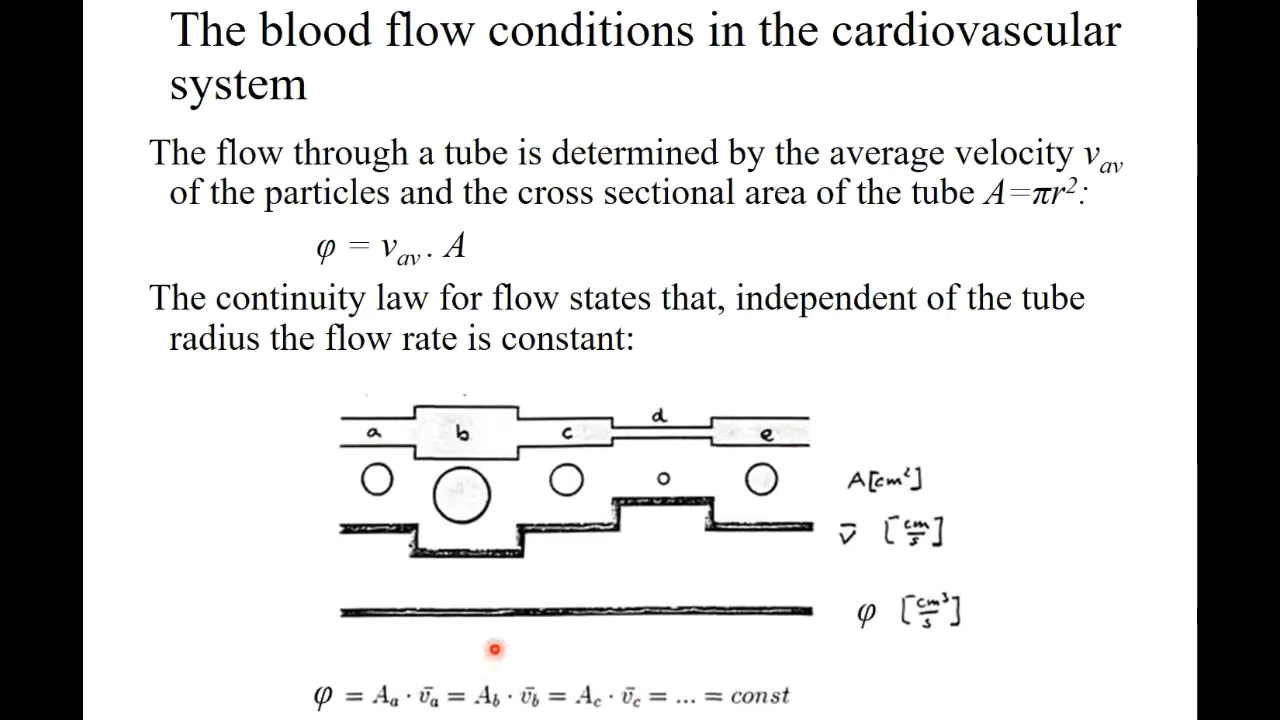 The blood flow conditions in the cardiovascular
system
The flow through a tube is determined by the average velocity v_av
of the particles and the cross sectional area of the tube A=πr²:
φ = v_av . A
The continuity law for flow states that, independent of the tube
radius the flow rate is constant:
a b c d e
A[cm²]
v̄ [cm/s]
φ [cm³/s]
φ = A_a · v̄_a = A_b · v̄_b = A_c · v̄_c = ... = const